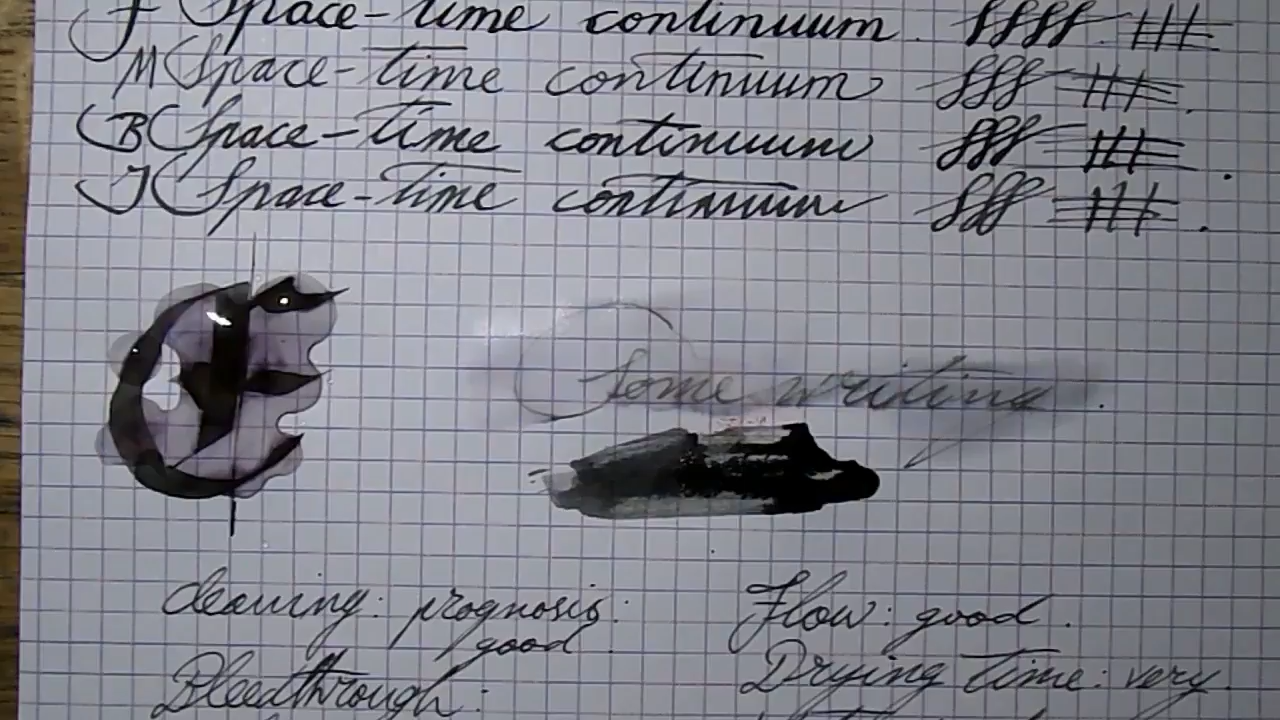 F Space-time continuum.
M Space-time continuum
B Space-time continuum
J Space-time continuum
E
Some writing.
Cleaning: prognosis: good.
Flow: good.
Bleedthrough:
Drying time: very